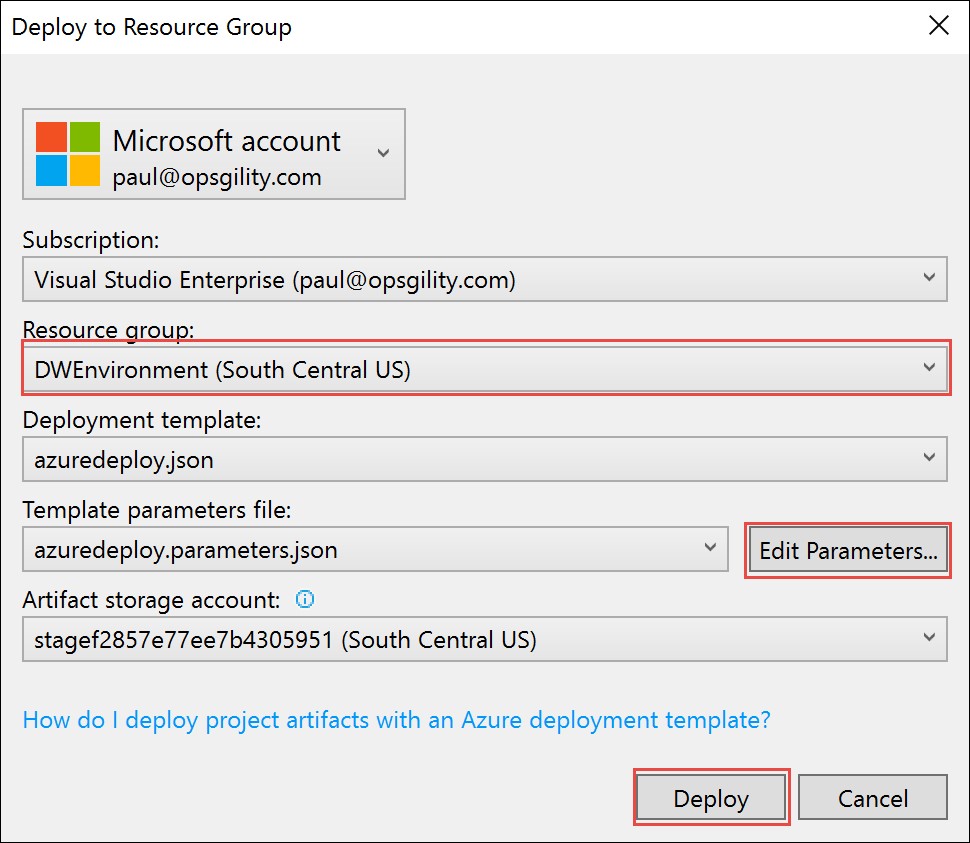 Deploy to Resource Group
Microsoft account
paul@opsgility.com
Subscription:
Visual Studio Enterprise (paul@opsgility.com)
Resource group:
DWEnvironment (South Central US)
Deployment template:
azuredeploy.json
Template parameters file:
azuredeploy.parameters.json
Edit Parameters...
Artifact storage account:
stagef2857e77ee7b4305951 (South Central US)
How do I deploy project artifacts with an Azure deployment template?
Deploy
Cancel